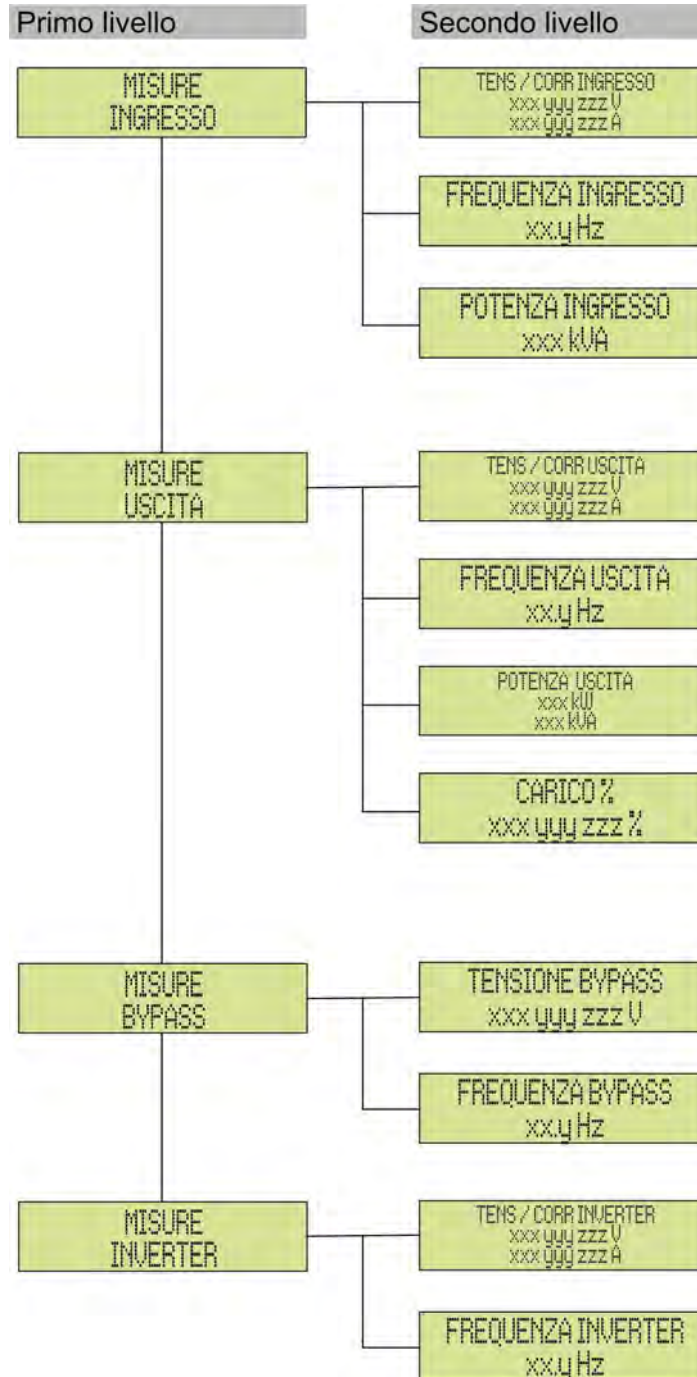 Primo livello
Secondo livello
MISURE
INGRESSO
TENS / CORR INGRESSO
xxx yyy zzz V
xxx yyy zzz A
FREQUENZA INGRESSO
xx.y Hz
POTENZA INGRESSO
xxx kVA
MISURE
USCITA
TENS / CORR USCITA
xxx yyy zzz V
xxx yyy zzz A
FREQUENZA USCITA
xx.y Hz
POTENZA USCITA
xxx kW
xxx kVA
CARICO %
xxx yyy zzz %
MISURE
BYPASS
TENSIONE BYPASS
xxx yyy zzz V
FREQUENZA BYPASS
xx.y Hz
MISURE
INVERTER
TENS / CORR INVERTER
xxx yyy zzz V
xxx yyy zzz A
FREQUENZA INVERTER
xx.y Hz